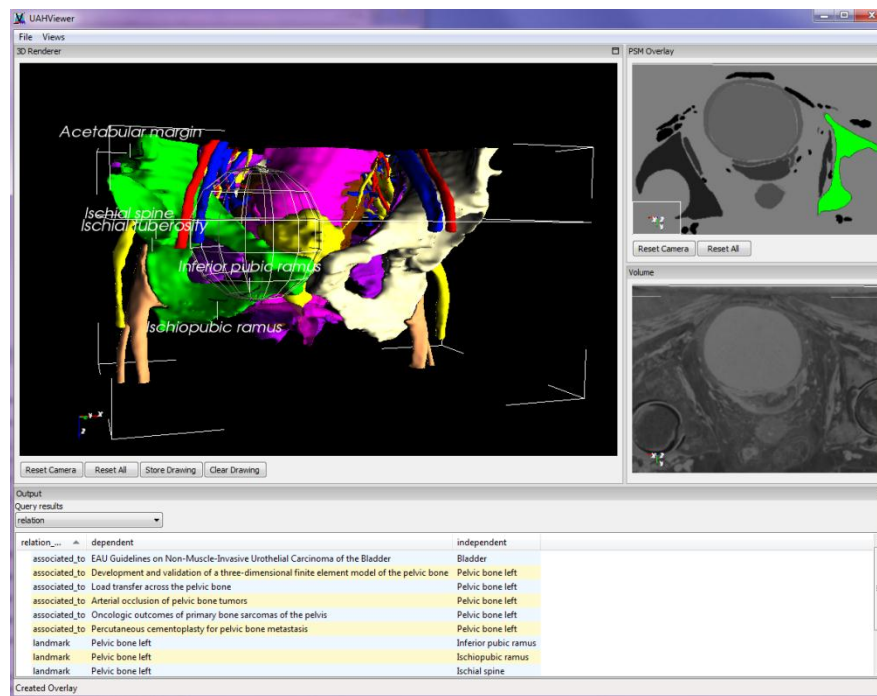 UAHViewer
File Views
3D Renderer
PSM Overlay
Acetabular margin
Ischial spine
Ischial tuberosity
Inferior pubic ramus
Ischiopubic ramus
Reset Camera Reset All
Volume
Reset Camera Reset All Store Drawing Clear Drawing
Output
Query results
relation
relation_... dependent independent
associated_to EAU Guidelines on Non-Muscle-Invasive Urothelial Carcinoma of the Bladder Bladder
associated_to Development and validation of a three-dimensional finite element model of the pelvic bone Pelvic bone left
associated_to Load transfer across the pelvic bone Pelvic bone left
associated_to Arterial occlusion of pelvic bone tumors Pelvic bone left
associated_to Oncologic outcomes of primary bone sarcomas of the pelvis Pelvic bone left
associated_to Percutaneous cementoplasty for pelvic bone metastasis Pelvic bone left
landmark Pelvic bone left Inferior pubic ramus
landmark Pelvic bone left Ischiopubic ramus
landmark Pelvic bone left Ischial spine
Created Overlay